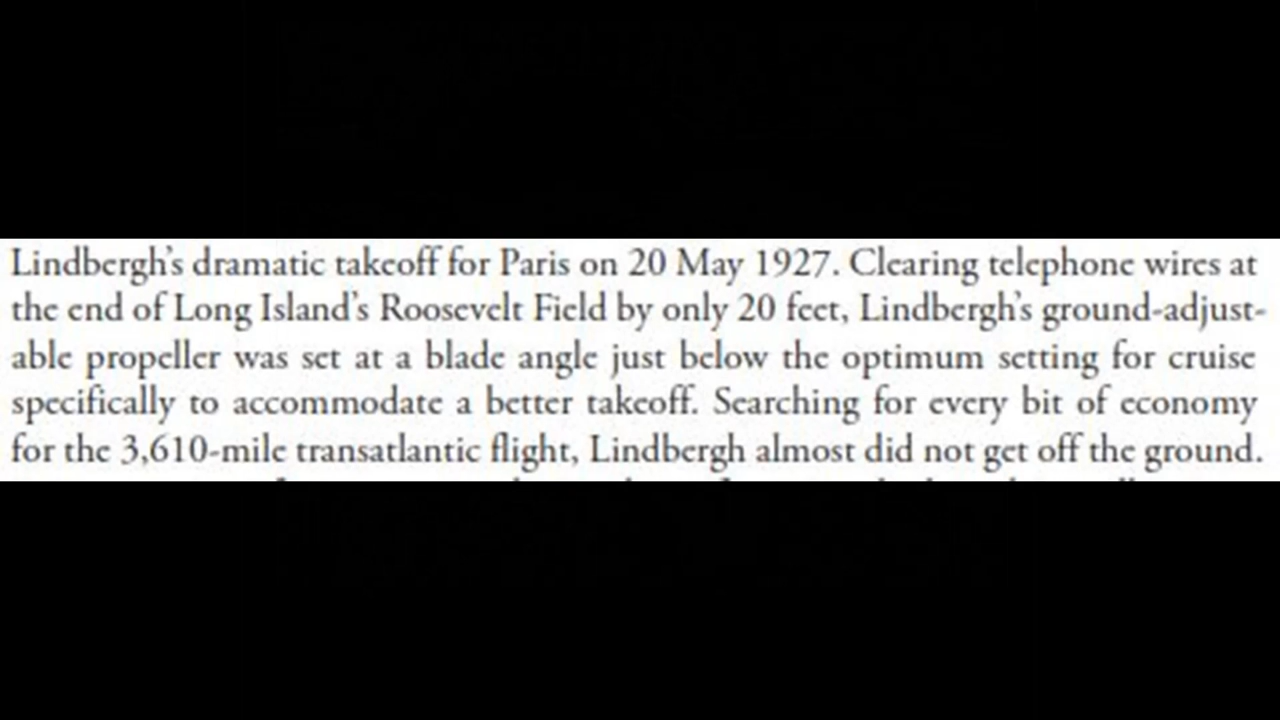 Lindbergh's dramatic takeoff for Paris on 20 May 1927. Clearing telephone wires at
the end of Long Island's Roosevelt Field by only 20 feet, Lindbergh's ground-adjust-
able propeller was set at a blade angle just below the optimum setting for cruise
specifically to accommodate a better takeoff. Searching for every bit of economy
for the 3,610-mile transatlantic flight, Lindbergh almost did not get off the ground.